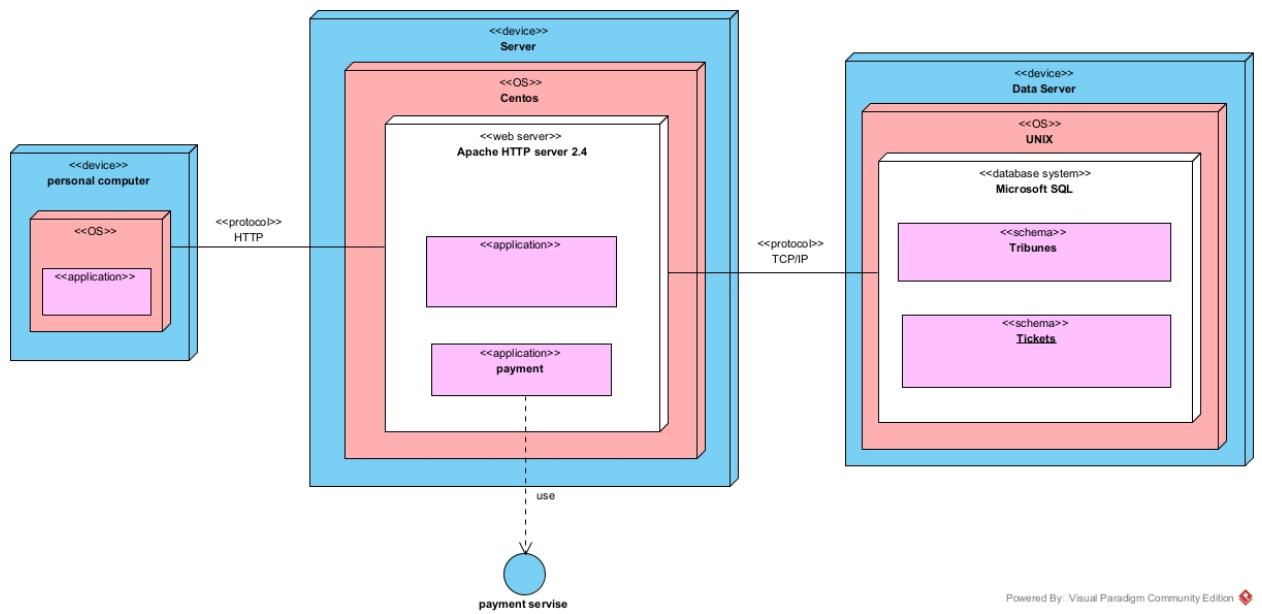 <<device>>
personal computer
<<OS>>
<<application>>
<<protocol>>
HTTP
<<device>>
Server
<<OS>>
Centos
<<web server>>
Apache HTTP server 2.4
<<application>>
<<application>>
payment
use
payment servise
<<protocol>>
TCP/IP
<<device>>
Data Server
<<OS>>
UNIX
<<database system>>
Microsoft SQL
<<schema>>
Tribunes
<<schema>>
Tickets
Powered By Visual Paradigm Community Edition